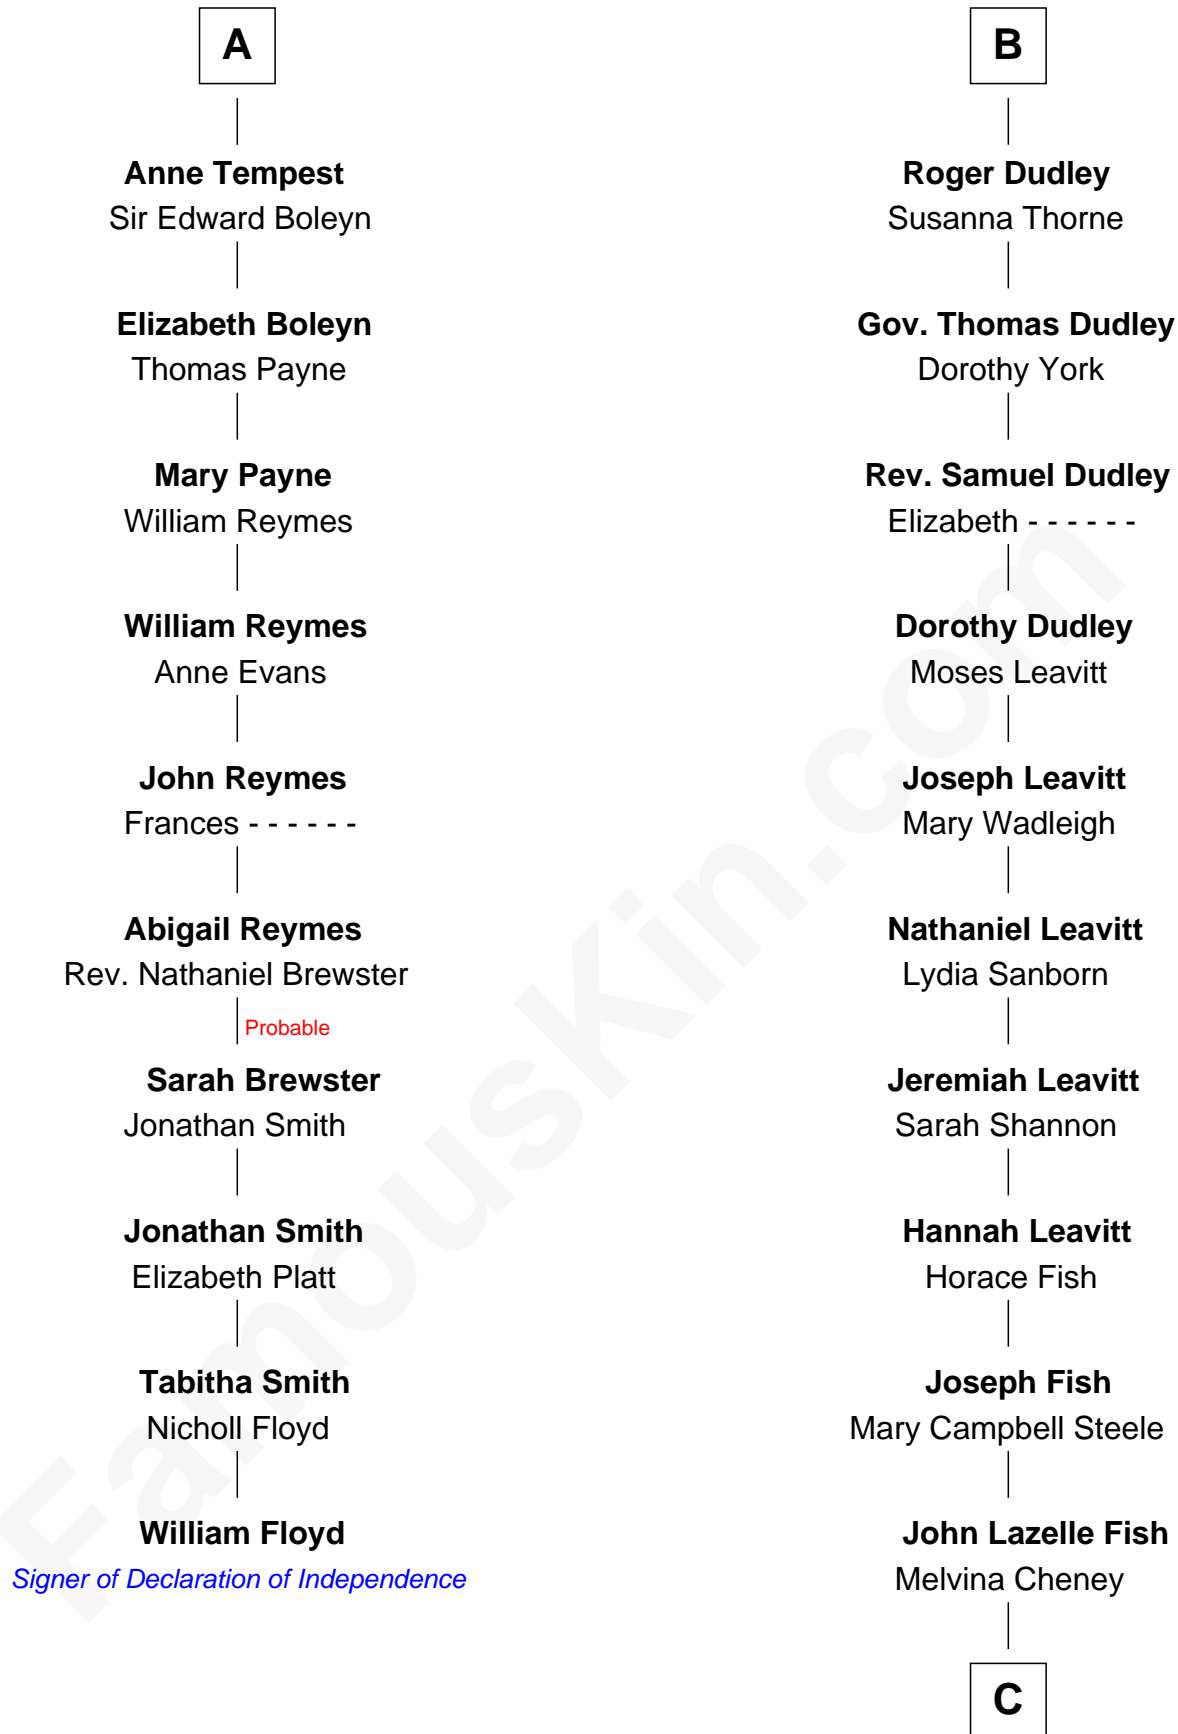 A
Anne Tempest
Sir Edward Boleyn
Elizabeth Boleyn
Thomas Payne
Mary Payne
William Reymes
William Reymes
Anne Evans
John Reymes
Frances - - - - - -
Abigail Reymes
Rev. Nathaniel Brewster
Probable
Sarah Brewster
Jonathan Smith
Jonathan Smith
Elizabeth Platt
Tabitha Smith
Nicholl Floyd
William Floyd
Signer of Declaration of Independence
B
Roger Dudley
Susanna Thorne
Gov. Thomas Dudley
Dorothy York
Rev. Samuel Dudley
Elizabeth - - - - - -
Dorothy Dudley
Moses Leavitt
Joseph Leavitt
Mary Wadleigh
Nathaniel Leavitt
Lydia Sanborn
Jeremiah Leavitt
Sarah Shannon
Hannah Leavitt
Horace Fish
Joseph Fish
Mary Campbell Steele
John Lazelle Fish
Melvina Cheney
C
FamousKin.com